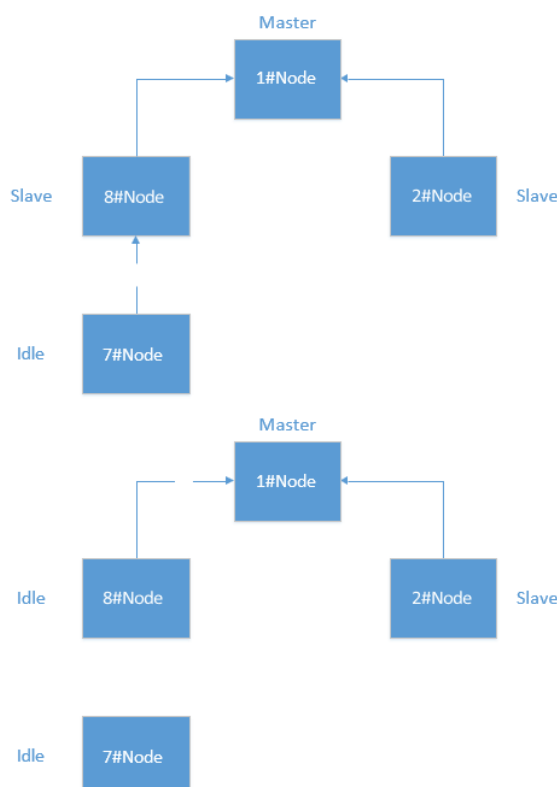 Master
1#Node
Slave
8#Node
2#Node
Slave
Idle
7#Node
Master
1#Node
Idle
8#Node
2#Node
Slave
Idle
7#Node